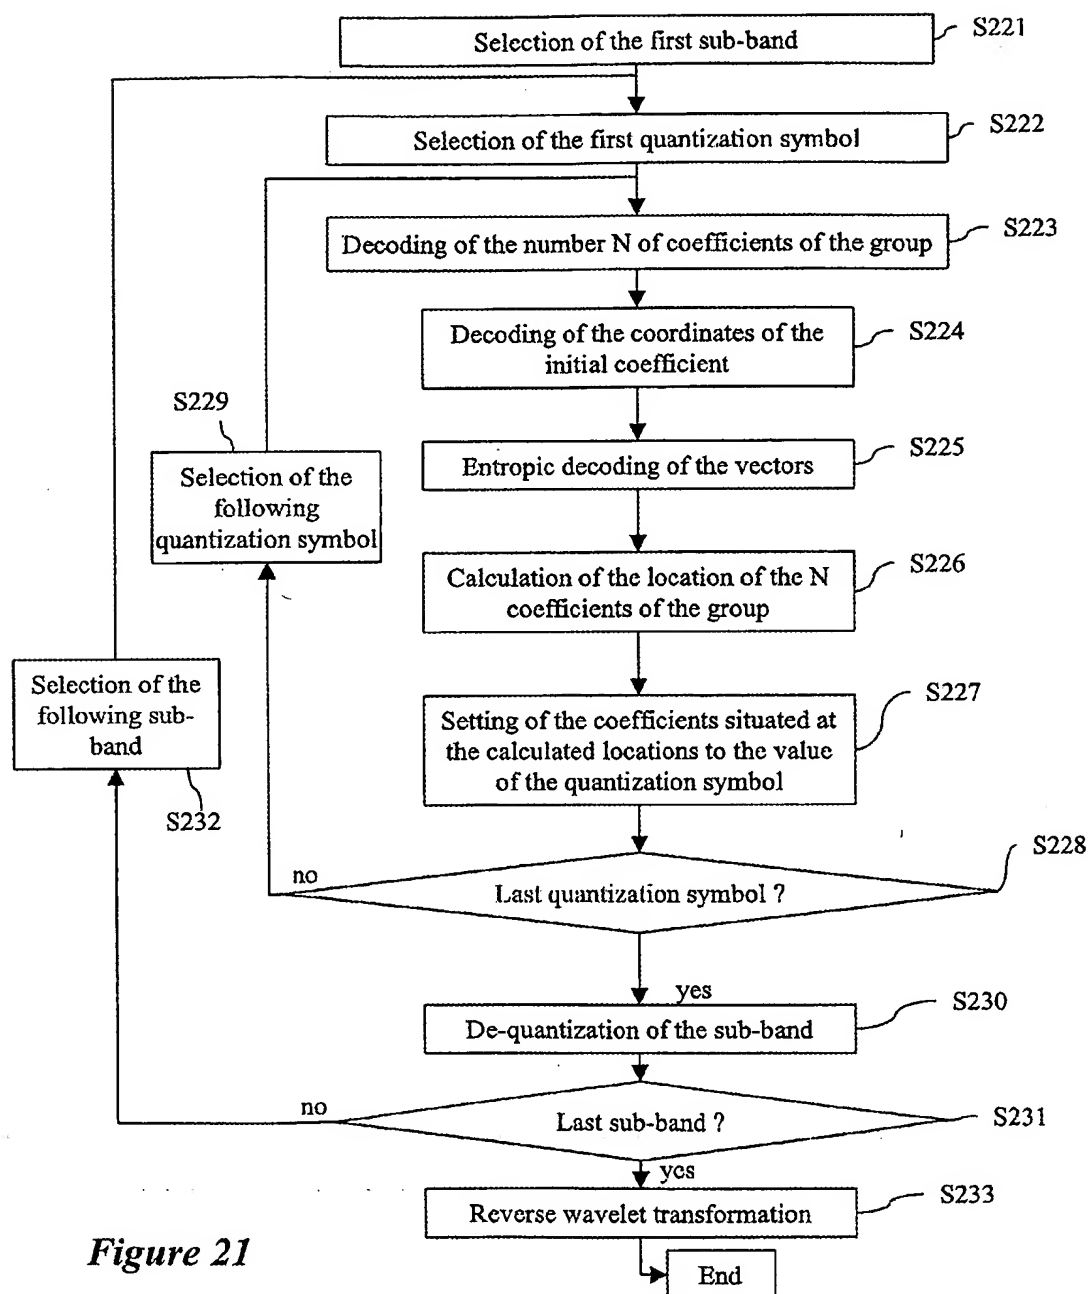 Selection of the first sub-band
S221
Selection of the first quantization symbol
S222
Decoding of the number N of coefficients of the group
S223
Decoding of the coordinates of the
initial coefficient
S224
S229
Selection of the
following
quantization symbol
Entropic decoding of the vectors
S225
Calculation of the location of the N
coefficients of the group
S226
Selection of the
following sub-
band
S232
Setting of the coefficients situated at
the calculated locations to the value
of the quantization symbol
S227
no
Last quantization symbol ?
S228
yes
De-quantization of the sub-band
S230
no
Last sub-band ?
S231
yes
Reverse wavelet transformation
S233
End
Figure 21